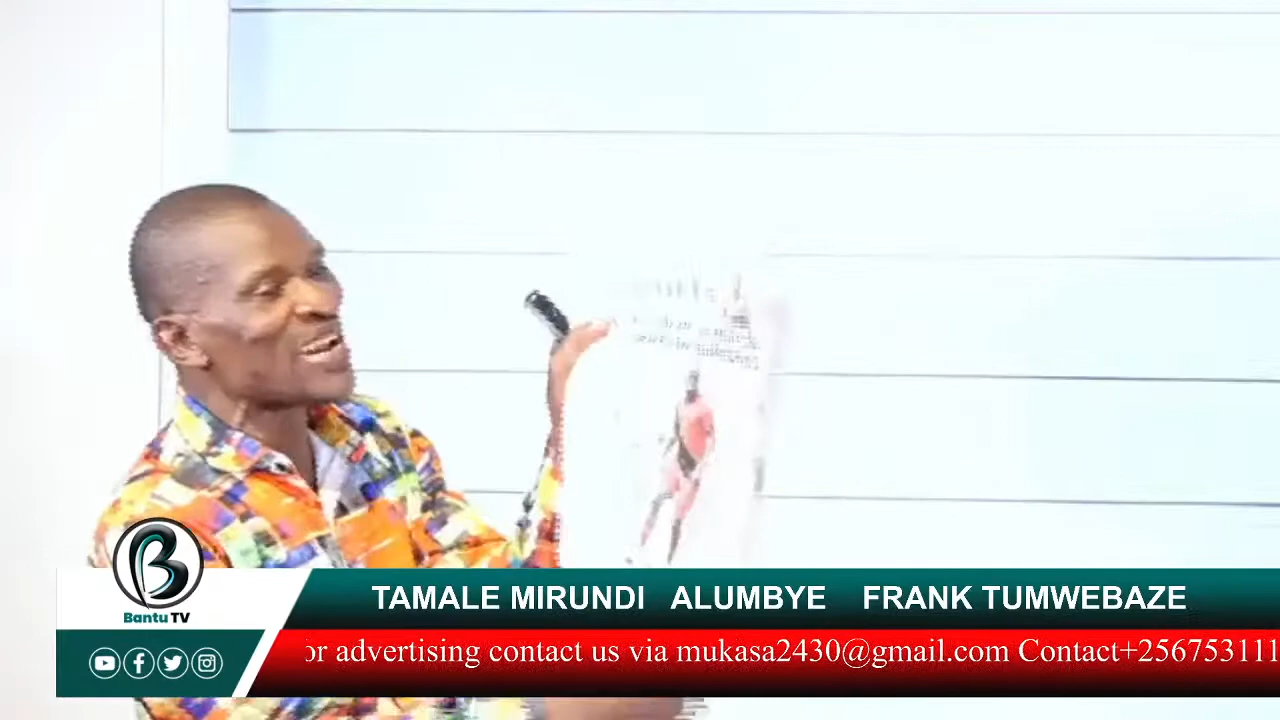 TAMALE MIRUNDI ALUMBYE FRANK TUMWEBAZE
Bantu TV
or advertising contact us via mukasa2430@gmail.com Contact+256753111